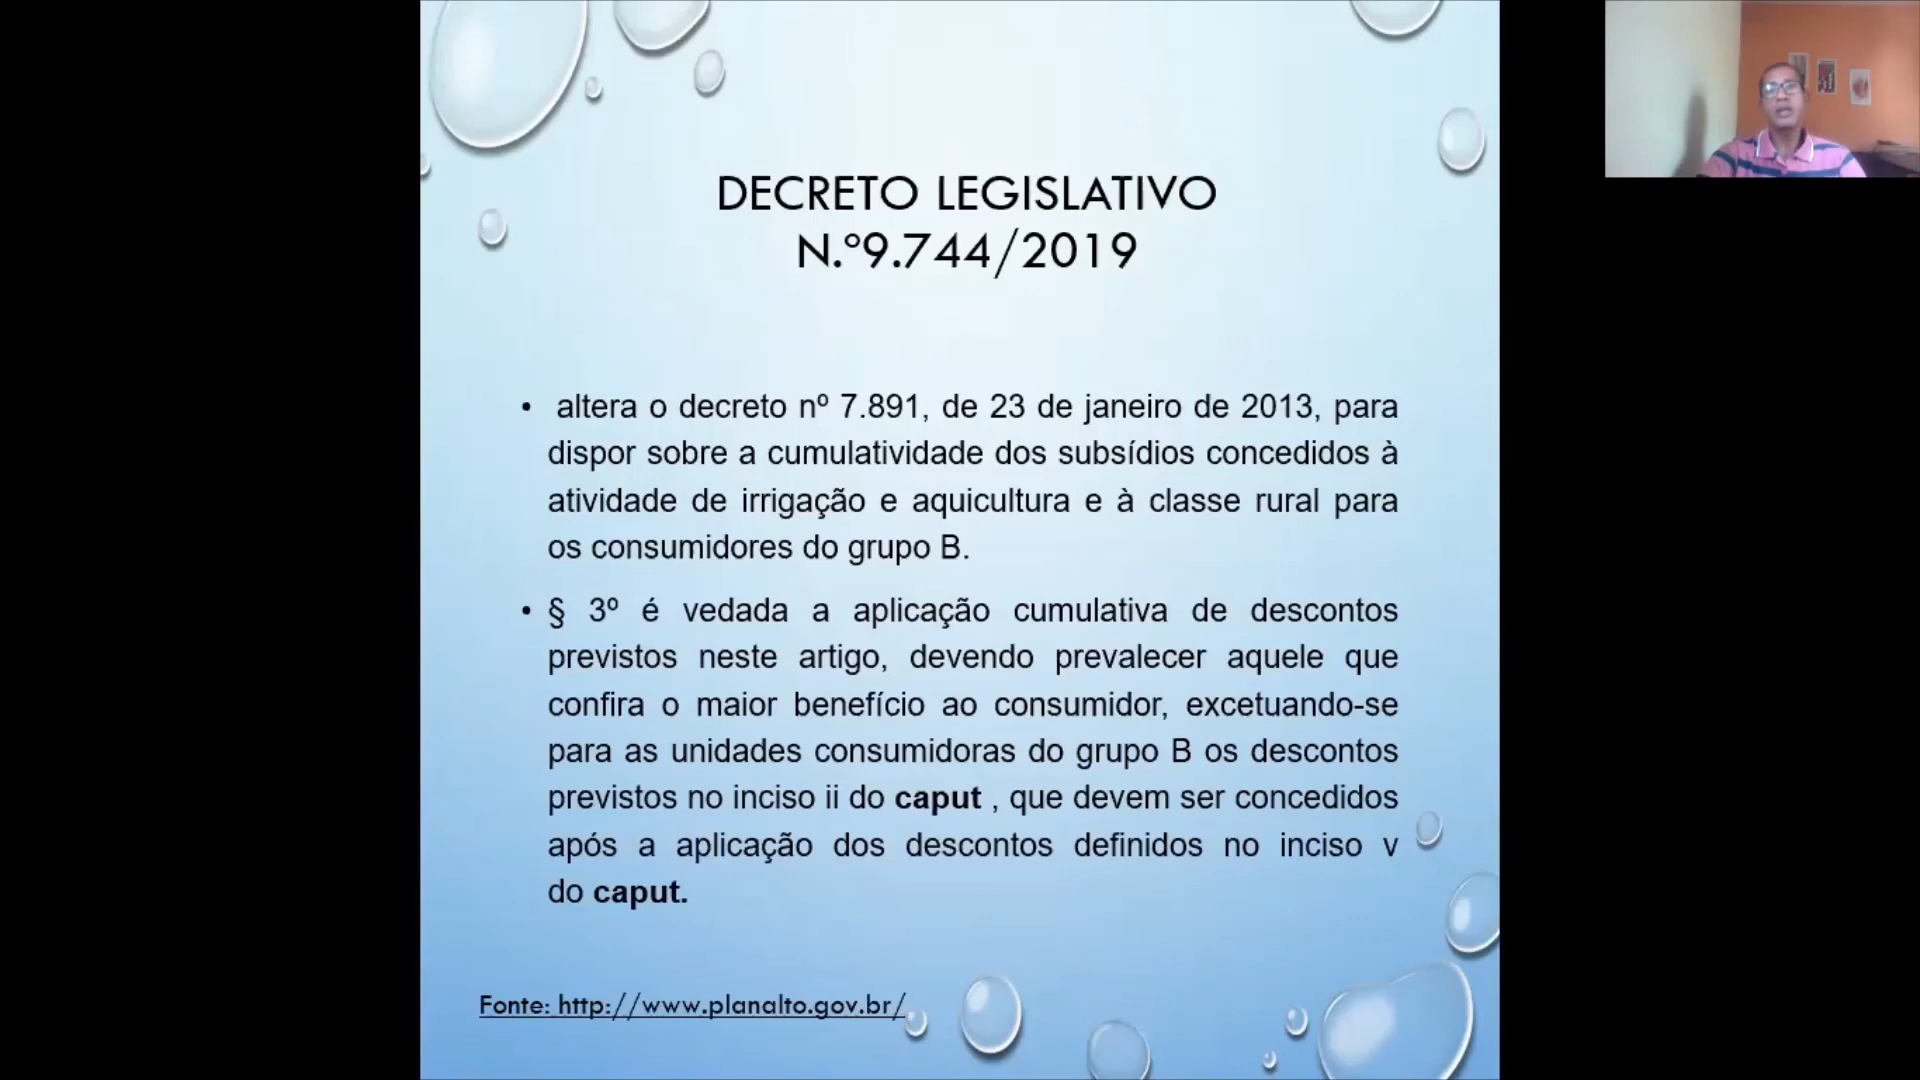 DECRETO LEGISLATIVO
N.º9.744/2019
• altera o decreto nº 7.891, de 23 de janeiro de 2013, para
dispor sobre a cumulatividade dos subsídios concedidos à
atividade de irrigação e aquicultura e à classe rural para
os consumidores do grupo B.
• § 3º é vedada a aplicação cumulativa de descontos
previstos neste artigo, devendo prevalecer aquele que
confira o maior benefício ao consumidor, excetuando-se
para as unidades consumidoras do grupo B os descontos
previstos no inciso ii do caput , que devem ser concedidos
após a aplicação dos descontos definidos no inciso v
do caput.
Fonte: http://www.planalto.gov.br/